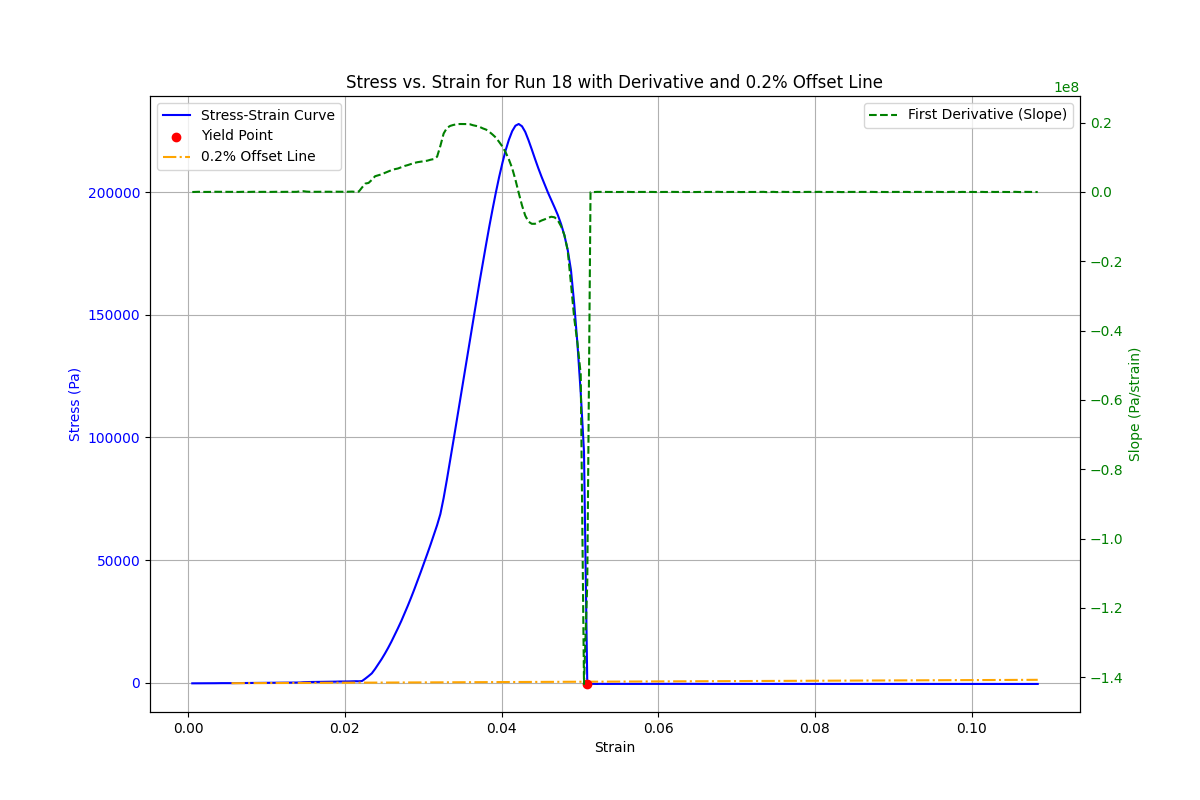 Stress vs. Strain for Run 18 with Derivative and 0.2% Offset Line
1e8
Stress-Strain Curve
Yield Point
0.2% Offset Line
First Derivative (Slope)
200000
150000
100000
50000
0
Stress (Pa)
0.2
0.0
−0.2
−0.4
−0.6
−0.8
−1.0
−1.2
−1.4
Slope (Pa/strain)
0.00 0.02 0.04 0.06 0.08 0.10
Strain